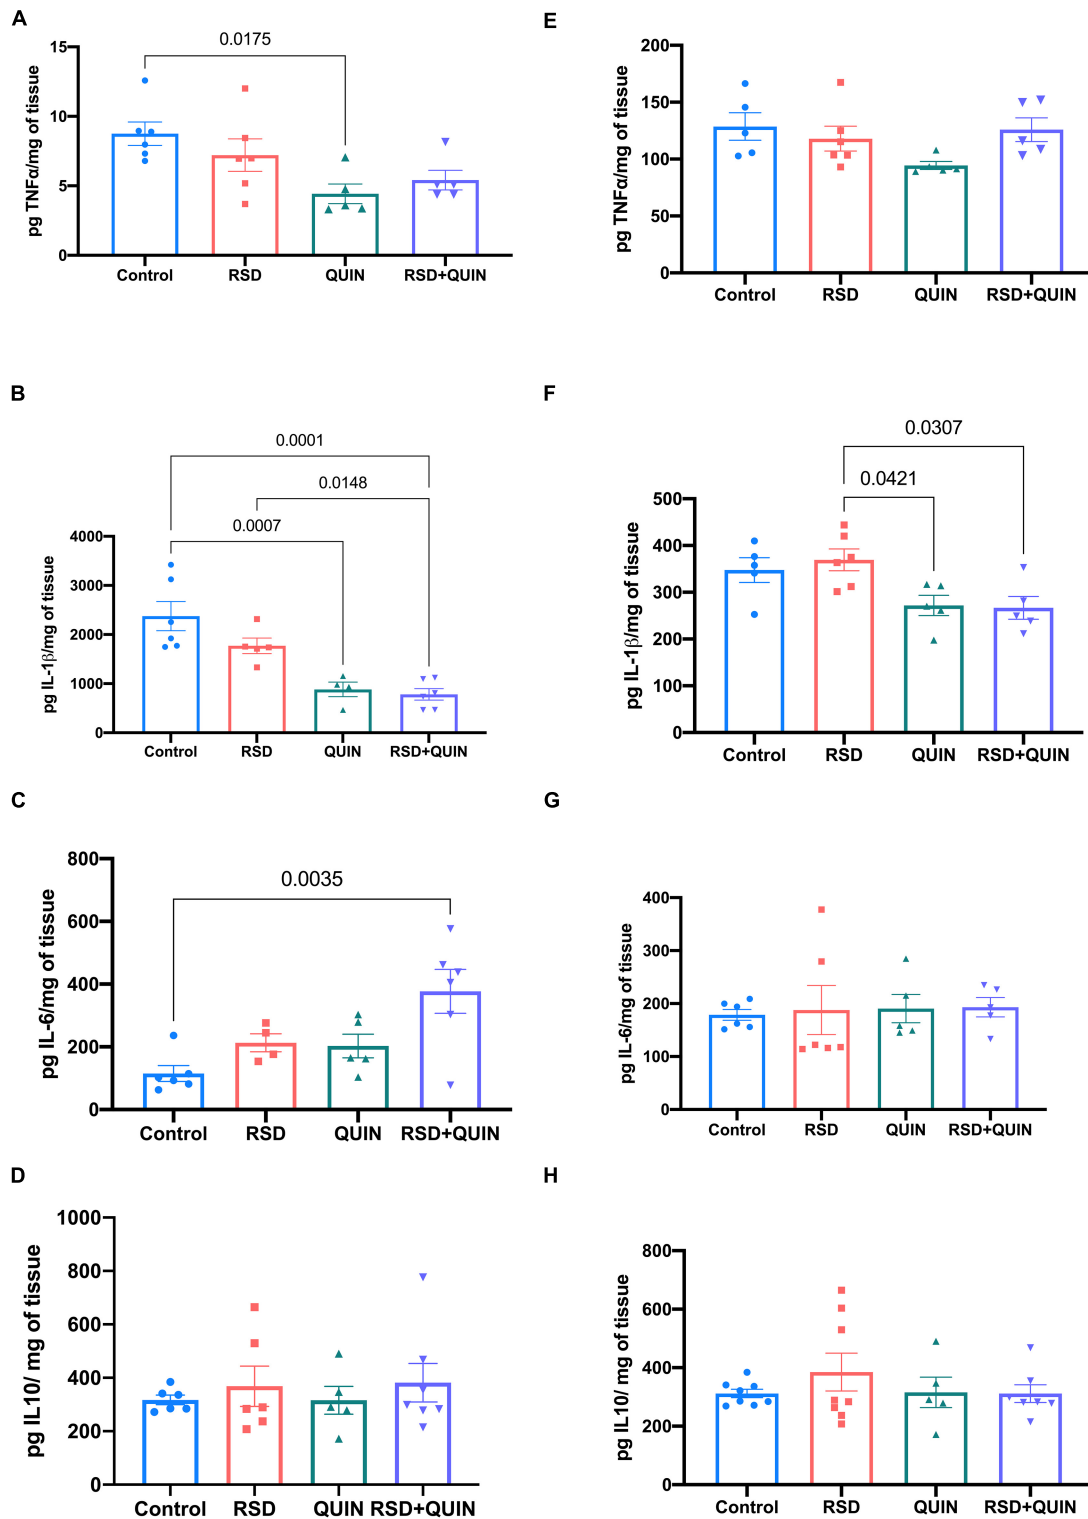 A
pg TNFα/mg of tissue
15
10
5
0
0.0175
Control RSD QUIN RSD+QUIN
E
pg TNFα/mg of tissue
200
150
100
50
0
Control RSD QUIN RSD+QUIN
B
pg IL-1β/mg of tissue
0.0001
0.0148
0.0007
4000
3000
2000
1000
0
Control RSD QUIN RSD+QUIN
F
pg IL-1β/mg of tissue
0.0307
0.0421
500
400
300
200
100
0
Control RSD QUIN RSD+QUIN
C
pg IL-6/mg of tissue
800
600
400
200
0
0.0035
Control RSD QUIN RSD+QUIN
G
pg IL-6/mg of tissue
400
300
200
100
0
Control RSD QUIN RSD+QUIN
D
pg IL10/ mg of tissue
1000
800
600
400
200
0
Control RSD QUIN RSD+QUIN
H
pg IL10/ mg of tissue
800
600
400
200
0
Control RSD QUIN RSD+QUIN